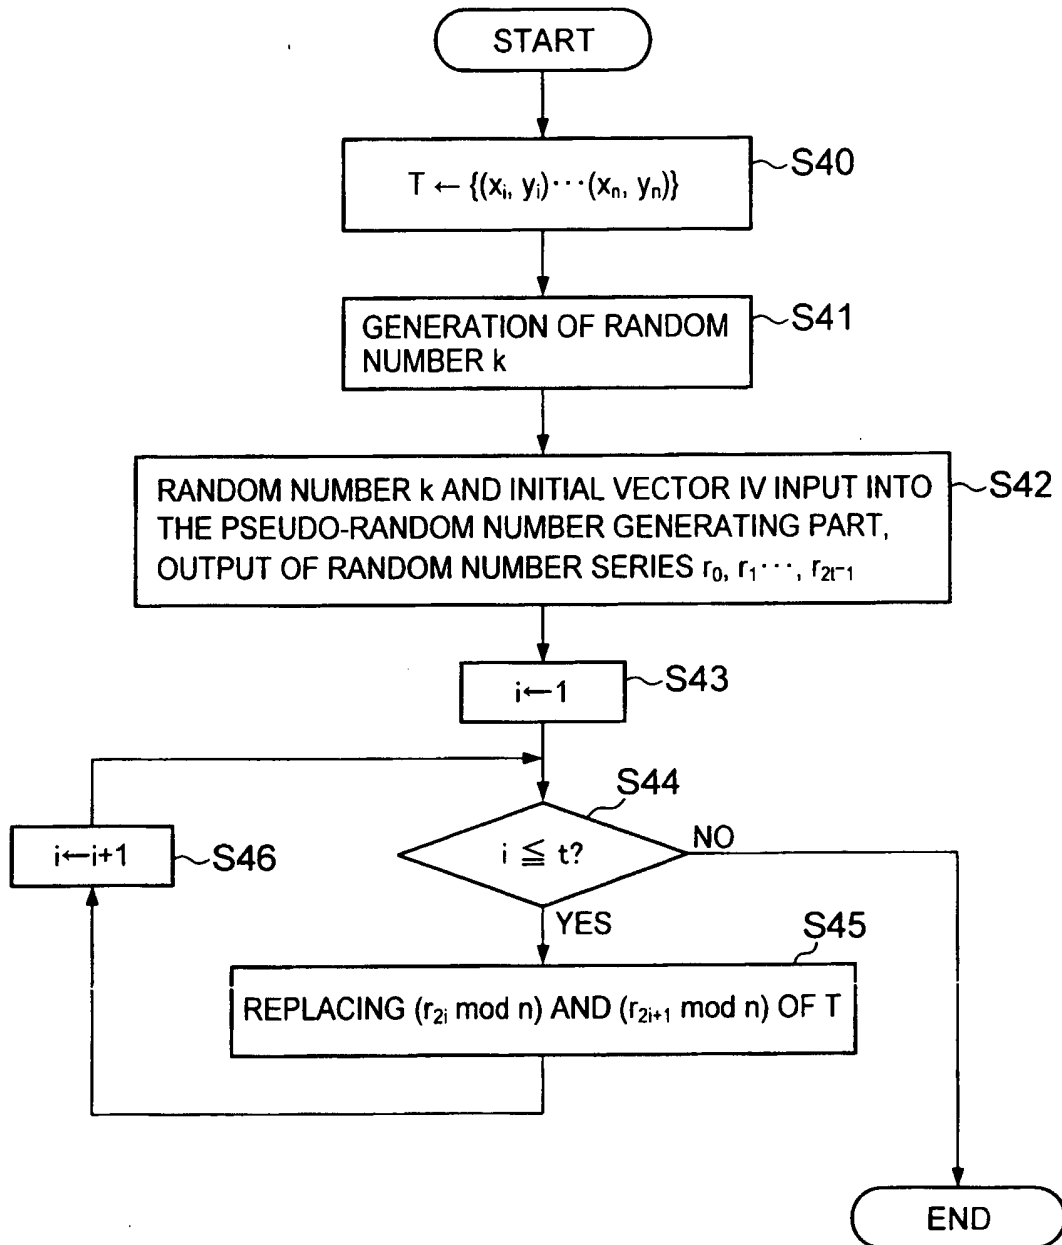 START
T ← {(xᵢ, yᵢ)⋯(xₙ, yₙ)}
S40
GENERATION OF RANDOM
NUMBER k
S41
RANDOM NUMBER k AND INITIAL VECTOR IV INPUT INTO
THE PSEUDO-RANDOM NUMBER GENERATING PART,
OUTPUT OF RANDOM NUMBER SERIES r₀, r₁⋯, r₂ₜ₋₁
S42
i←1
S43
S44
i ≦ t?
NO
i←i+1
S46
YES
S45
REPLACING (r₂ᵢ mod n) AND (r₂ᵢ₊₁ mod n) OF T
END